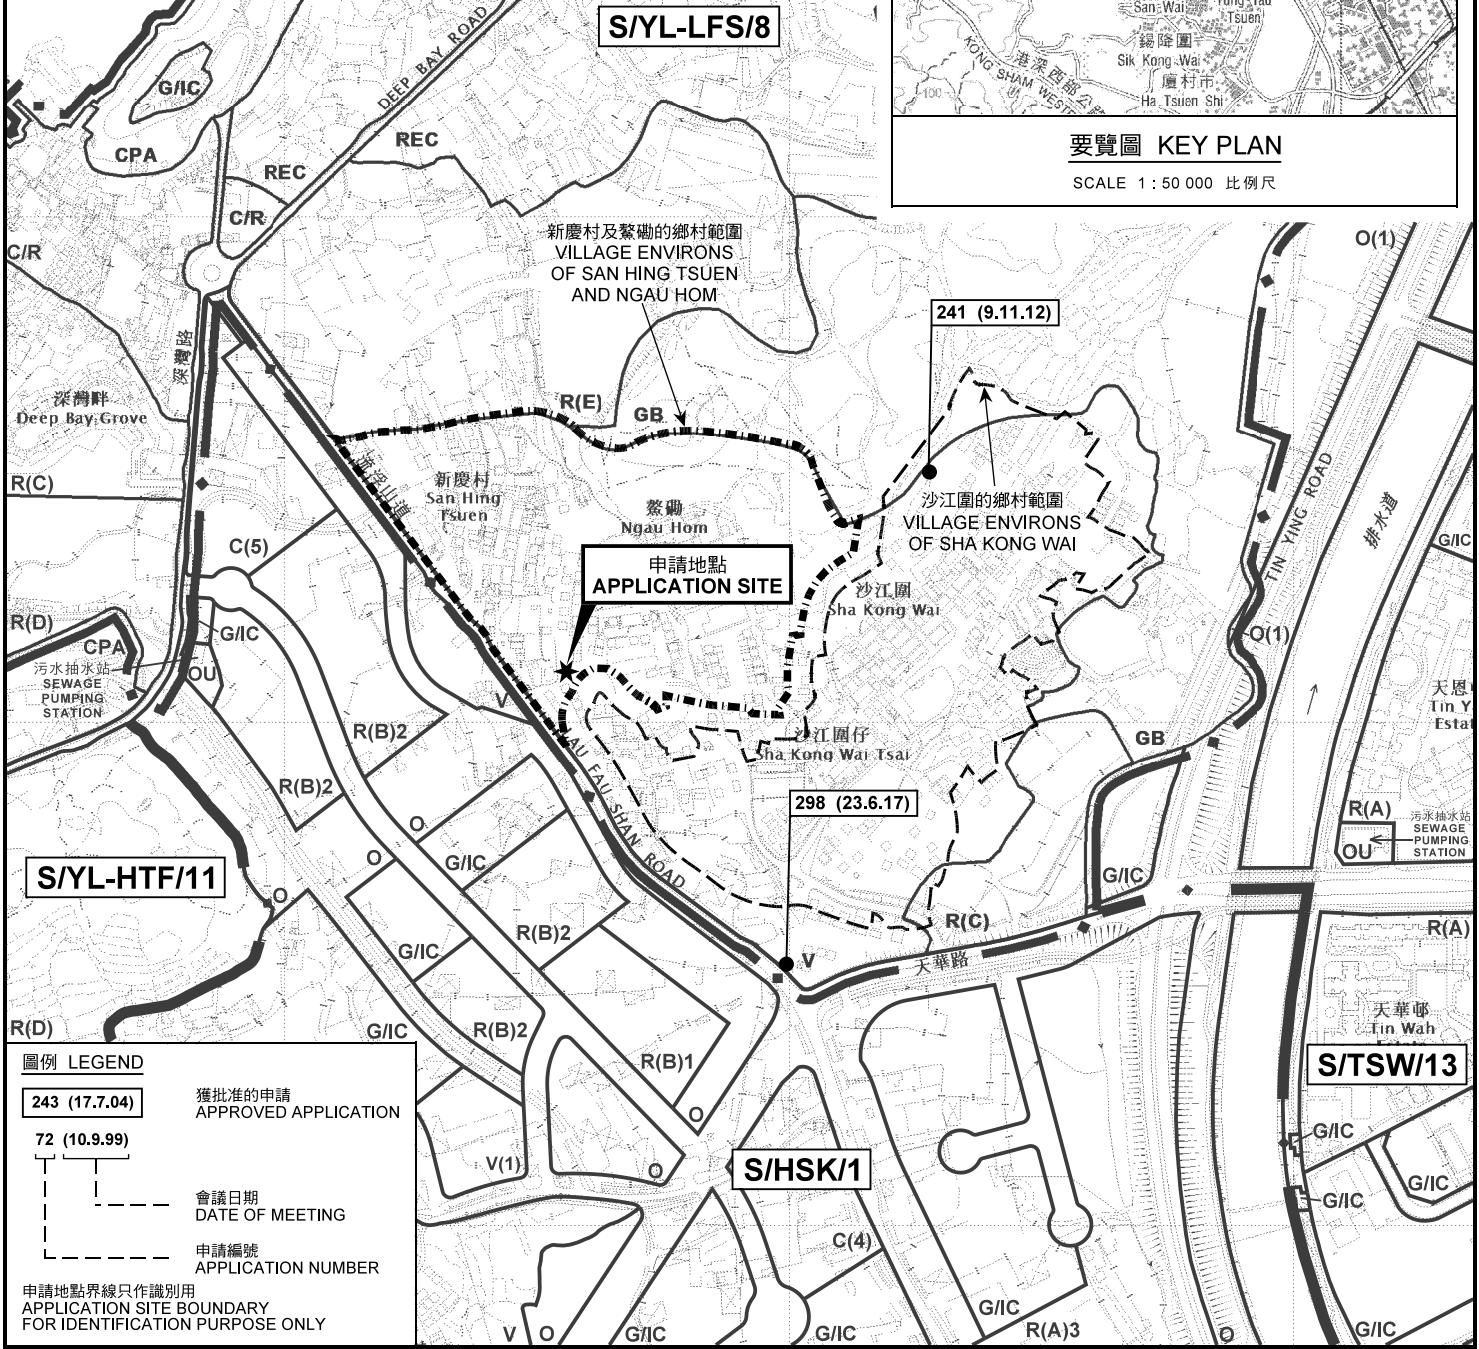 S/YL-LFS/8
San Wai
Tsuen
錫降圍
Sik Kong Wai
廈村市
Ha Tsuen Shi
港深西部公路
KONG SHAM WESTERN
100
要覽圖 KEY PLAN
SCALE 1 : 50 000 比例尺
G/IC
CPA
DEEP BAY ROAD
REC
REC
C/R
C/R
新慶村及鰲磡的鄉村範圍
VILLAGE ENVIRONS
OF SAN HING TSUEN
AND NGAU HOM
O(1)
241 (9.11.12)
深灣路
深灣畔
Deep Bay Grove
R(E)
GB
R(C)
流浮山道
新慶村
San Hing
Tsuen
鰲磡
Ngau Hom
沙江圍的鄉村範圍
VILLAGE ENVIRONS
OF SHA KONG WAI
TIN YING ROAD
排水道
G/IC
C(5)
申請地點
APPLICATION SITE
沙江圍
Sha Kong Wai
R(D)
G/IC
CPA
污水抽水站
SEWAGE
PUMPING
STATION
OU
O(1)
V
天恩
Tin Y
Esta
R(B)2
沙江圍仔
Sha Kong Wai Tsai
GB
R(B)2
LAU FAU SHAN ROAD
298 (23.6.17)
R(A)
污水抽水站
SEWAGE
PUMPING
STATION
OU
O
O
G/IC
S/YL-HTF/11
G/IC
O
R(C)
R(A)
R(B)2
G/IC
V
天華路
R(D)
G/IC
R(B)2
R(B)1
天華邨
Tin Wah
S/TSW/13
圖例 LEGEND
243 (17.7.04)
獲批准的申請
APPROVED APPLICATION
72 (10.9.99)
會議日期
DATE OF MEETING
申請編號
APPLICATION NUMBER
申請地點界線只作識別用
APPLICATION SITE BOUNDARY
FOR IDENTIFICATION PURPOSE ONLY
O
G/IC
V(1)
O
S/HSK/1
G/IC
G/IC
C(4)
G/IC
V
O
G/IC
G/IC
R(A)3
O
G/IC